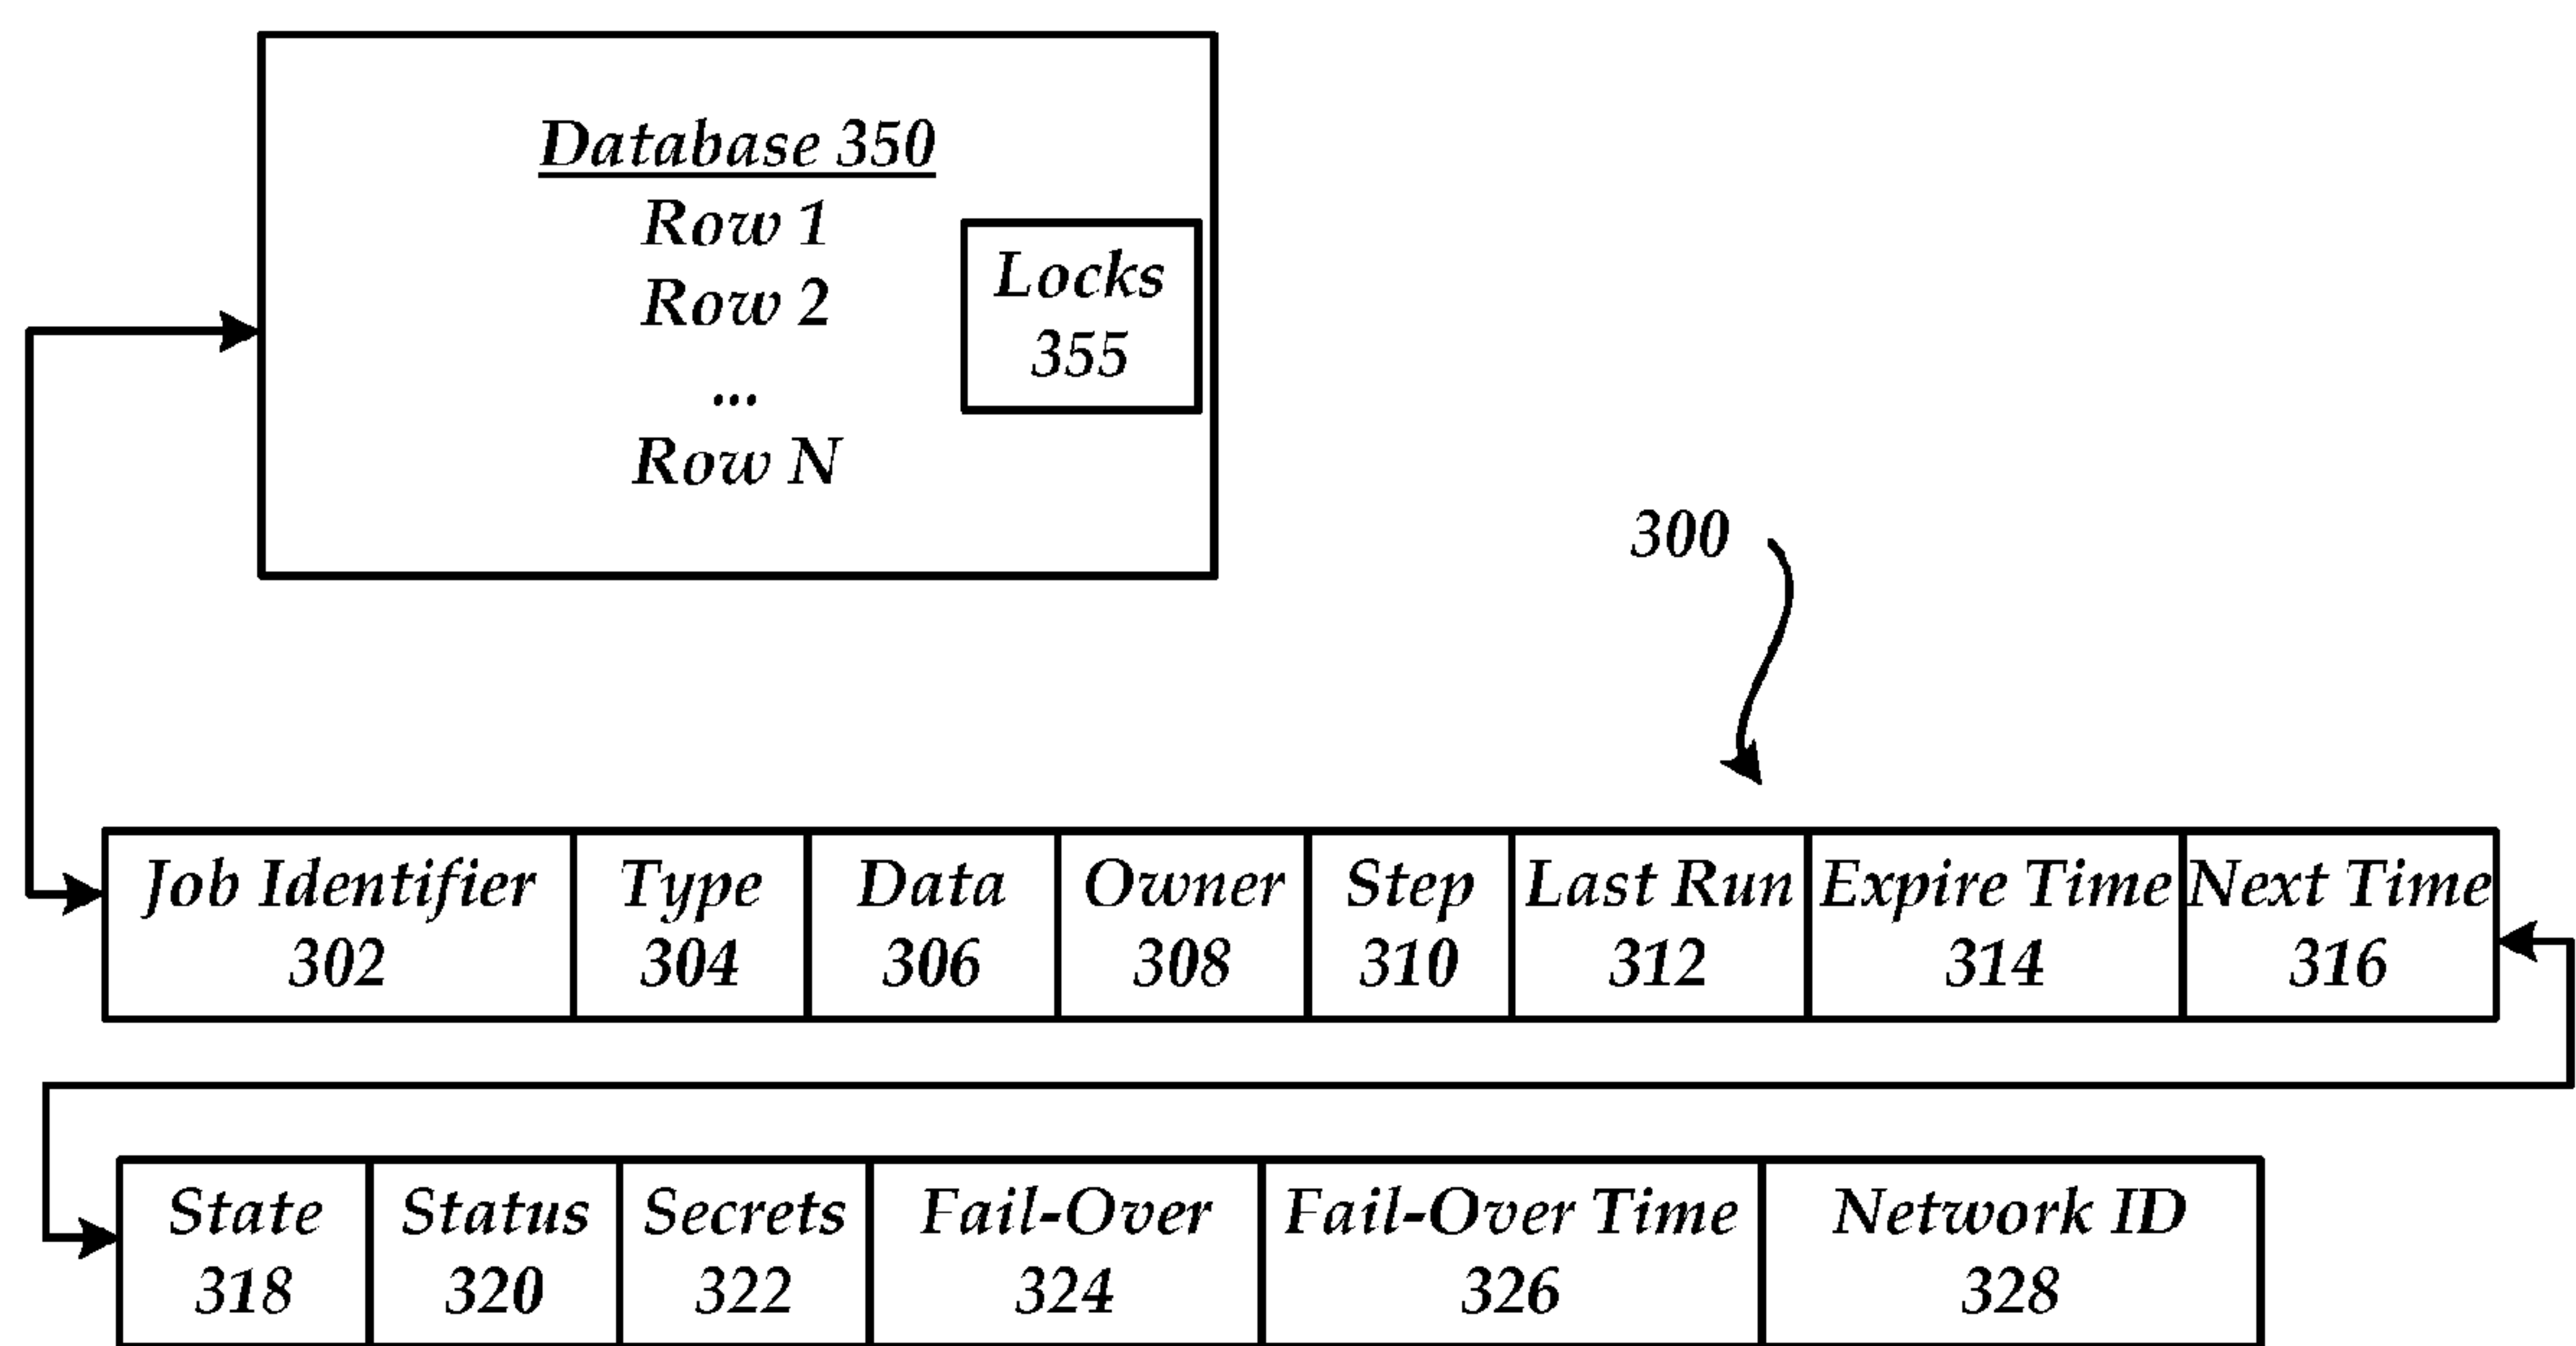 Database 350
Row 1
Row 2
...
Row N
Locks
355
300
Job Identifier
302
Type
304
Data
306
Owner
308
Step
310
Last Run
312
Expire Time
314
Next Time
316
State
318
Status
320
Secrets
322
Fail-Over
324
Fail-Over Time
326
Network ID
328